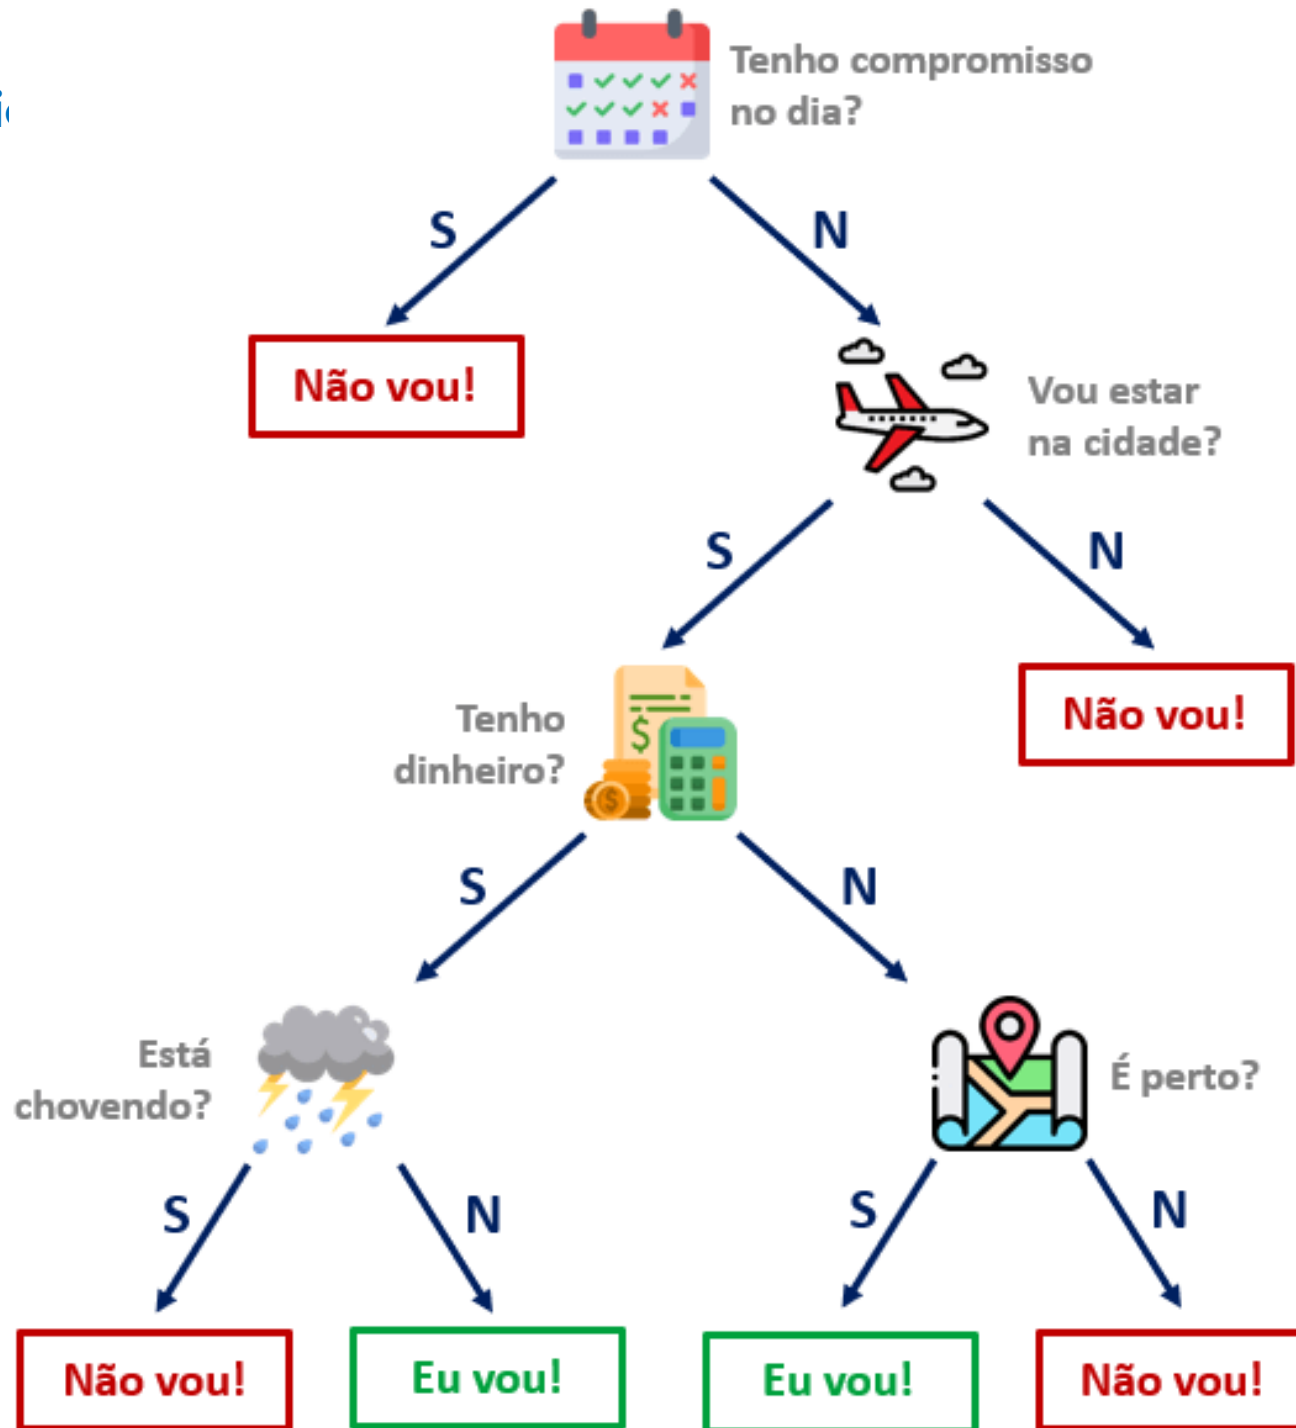 Tenho compromisso
no dia?
S
N
Não vou!
Vou estar
na cidade?
S
N
Tenho
dinheiro?
Não vou!
S
N
Está
chovendo?
É perto?
S
N
S
N
Não vou!
Eu vou!
Eu vou!
Não vou!